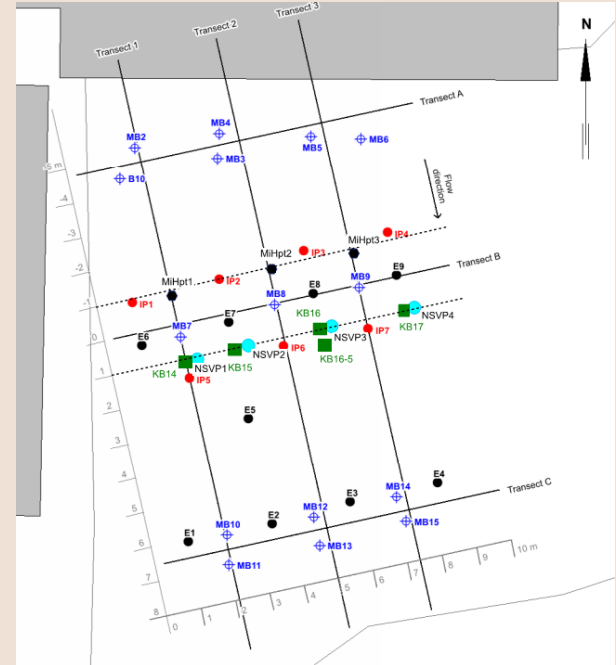 Transect 1
Transect 2
Transect 3
N
Transect A
MB2
MB4
MB3
MB5
MB6
B10
Flow direction
-5 m
-4
-3
-2
-1
0
1
2
3
4
5
6
7
8
IP1
IP2
IP3
IP4
MiHpt1
MiHpt2
MiHpt3
Transect B
MB7
MB8
MB9
E6
E7
E8
E9
KB14
KB15
KB16
KB16-5
KB17
NSVP1
NSVP2
NSVP3
NSVP4
IP5
IP6
IP7
E5
E1
E2
E3
E4
MB10
MB11
MB12
MB13
MB14
MB15
Transect C
0
1
2
3
4
5
6
7
8
9
10 m